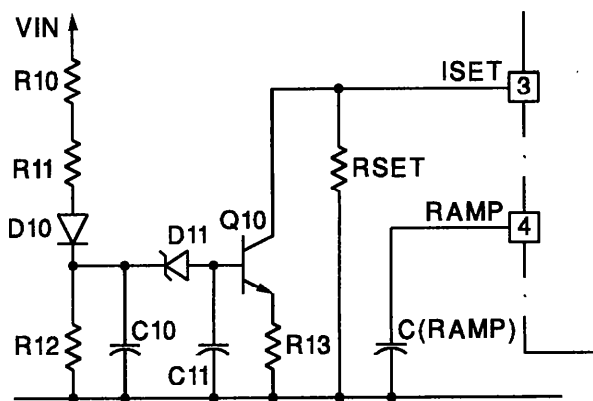 VIN
R10
ISET
3
R11
RSET
RAMP
4
D10
D11
Q10
R12
C10
C11
R13
C(RAMP)